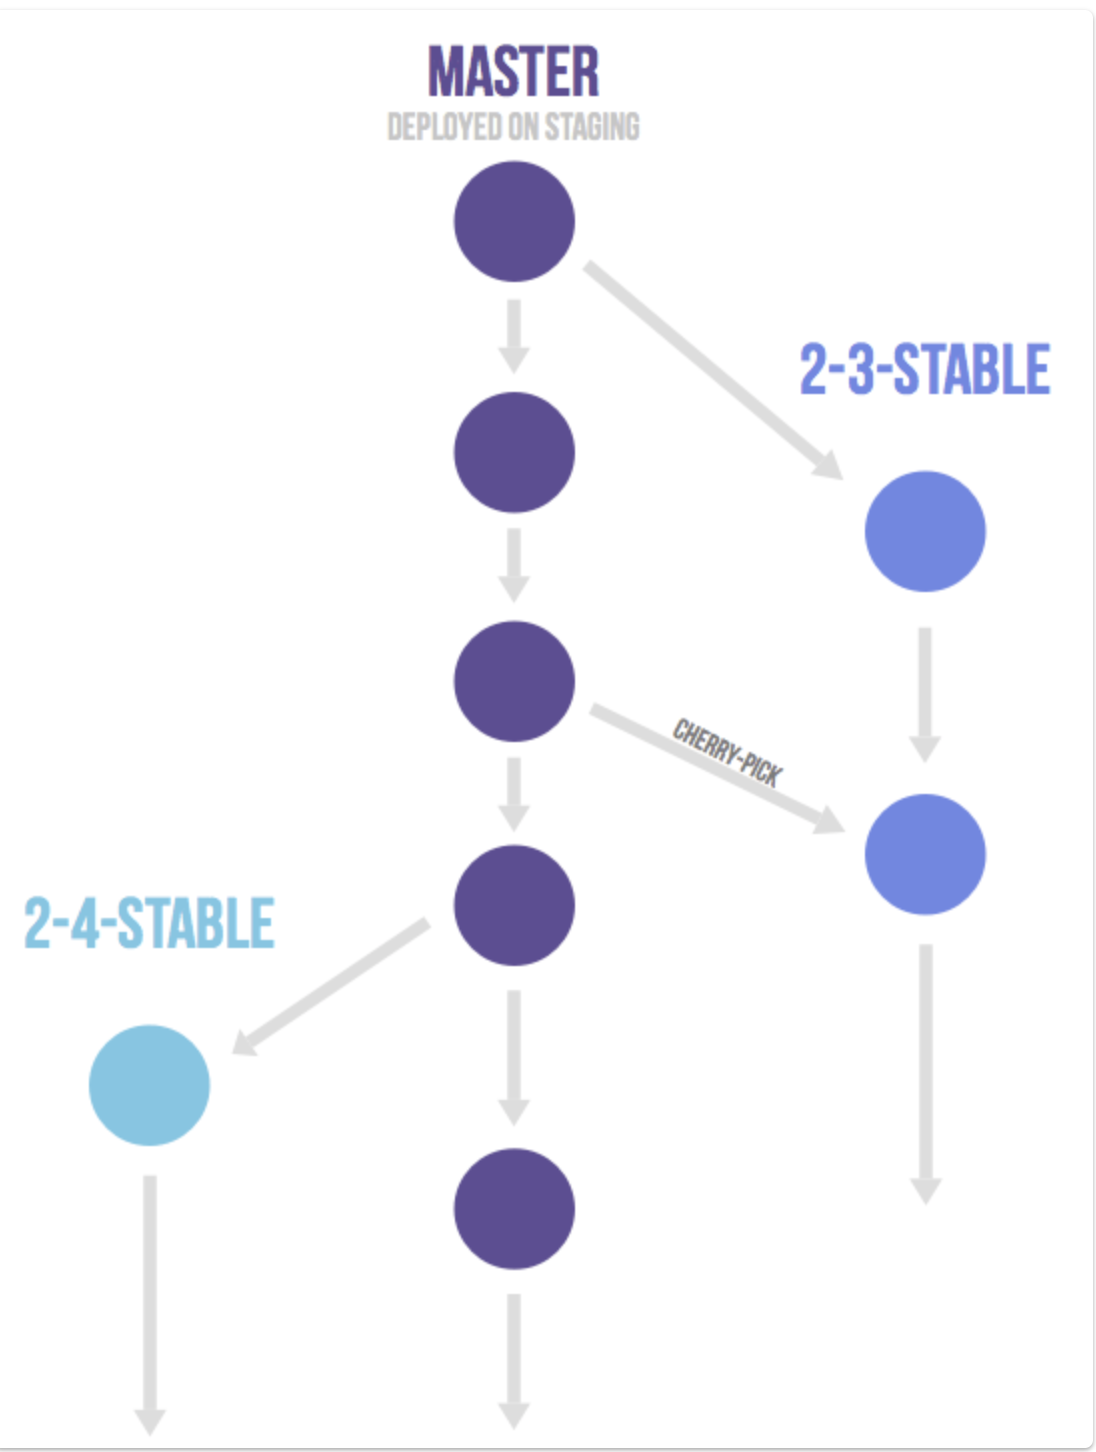 MASTER
DEPLOYED ON STAGING
2-3-STABLE
CHERRY-PICK
2-4-STABLE